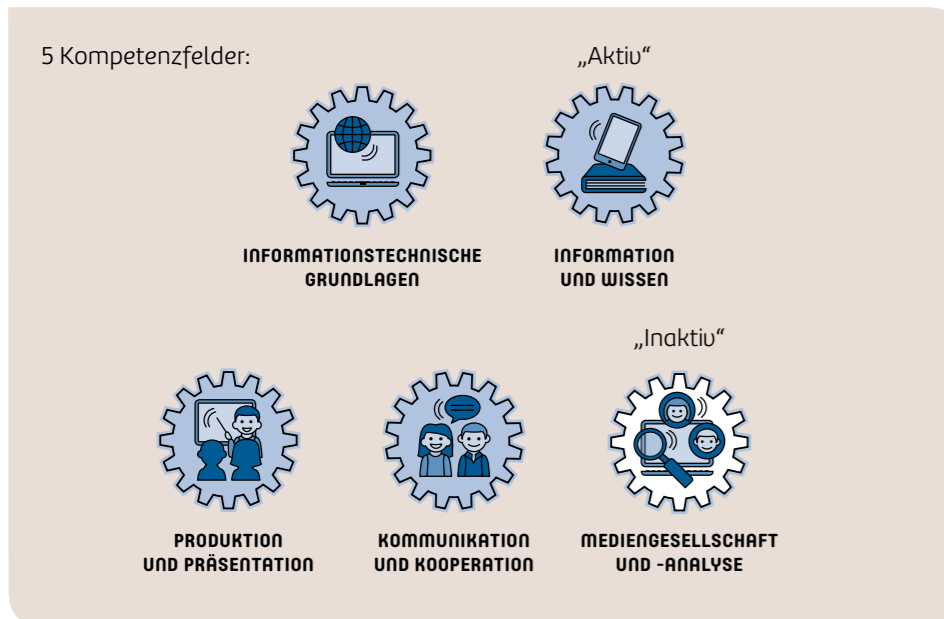 5 Kompetenzfelder:
„Aktiv“
INFORMATIONSTECHNISCHE
GRUNDLAGEN
INFORMATION
UND WISSEN
„Inaktiv“
PRODUKTION
UND PRÄSENTATION
KOMMUNIKATION
UND KOOPERATION
MEDIENGESELLSCHAFT
UND -ANALYSE